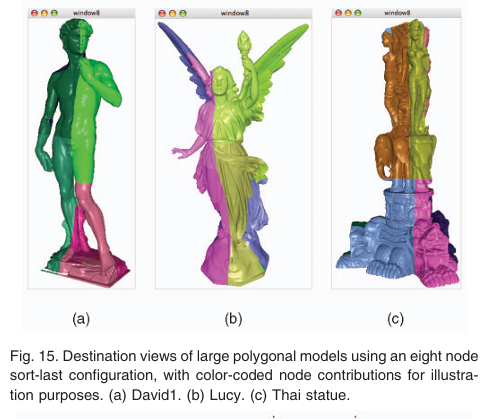 window8
window8
window8
(a)
(b)
(c)
Fig. 15. Destination views of large polygonal models using an eight node
sort-last configuration, with color-coded node contributions for illustra-
tion purposes. (a) David1. (b) Lucy. (c) Thai statue.